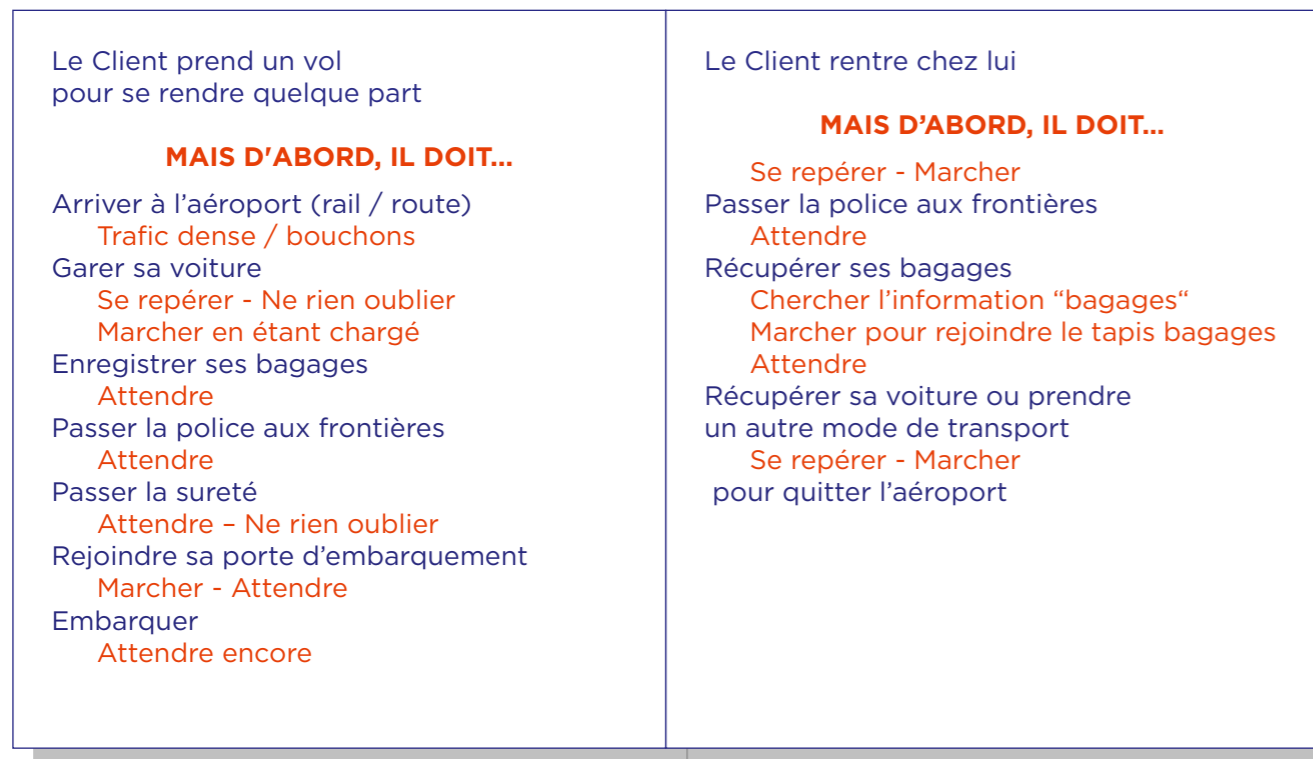 Le Client prend un vol
pour se rendre quelque part
MAIS D'ABORD, IL DOIT...
Arriver à l’aéroport (rail / route)
Trafic dense / bouchons
Garer sa voiture
Se repérer - Ne rien oublier
Marcher en étant chargé
Enregistrer ses bagages
Attendre
Passer la police aux frontières
Attendre
Passer la sureté
Attendre – Ne rien oublier
Rejoindre sa porte d’embarquement
Marcher - Attendre
Embarquer
Attendre encore
Le Client rentre chez lui
MAIS D’ABORD, IL DOIT...
Se repérer - Marcher
Passer la police aux frontières
Attendre
Récupérer ses bagages
Chercher l’information “bagages“
Marcher pour rejoindre le tapis bagages
Attendre
Récupérer sa voiture ou prendre
un autre mode de transport
Se repérer - Marcher
pour quitter l’aéroport